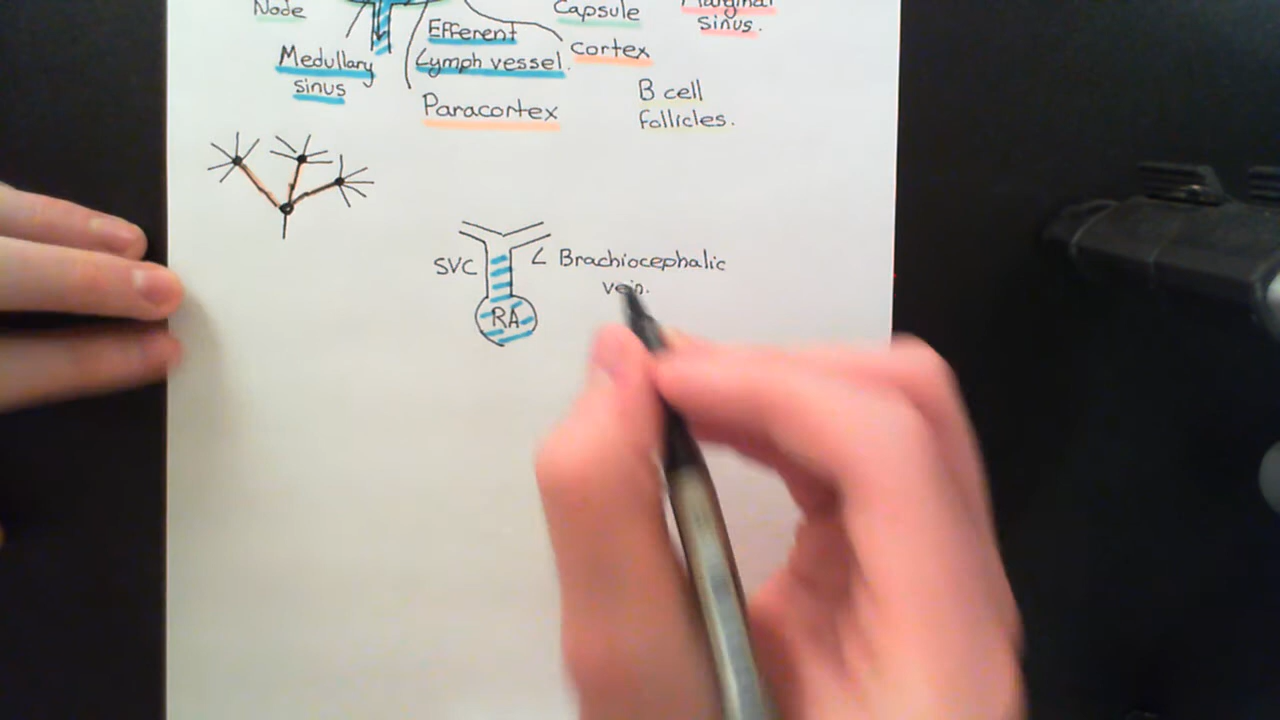 Node
Capsule
Marginal
sinus.
Efferent
Lymph vessel.
cortex
Medullary
sinus
Paracortex
B cell
follicles.
SVC
L Brachiocephalic
vein.
RA